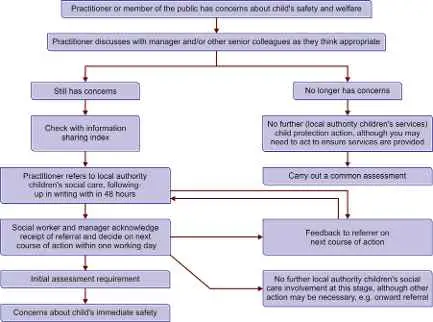 Practitioner or member of the public has concerns about child's safety and welfare
Practitioner discusses with manager and/or other senior colleagues as they think appropriate
Still has concerns
No longer has concerns
Check with information
sharing index
No further (local authority children's services)
child protection action, although you may
need to act to ensure services are provided
Practitioner refers to local authority
children's social care, following-
up in writing with in 48 hours
Carry out a common assessment
Social worker and manager acknowledge
receipt of referral and decide on next
course of action within one working day
Feedback to referrer on
next course of action
Initial assessment requirement
No further local authority children's social
care involvement at this stage, although other
action may be necessary, e.g. onward referral
Concerns about child's immediate safety